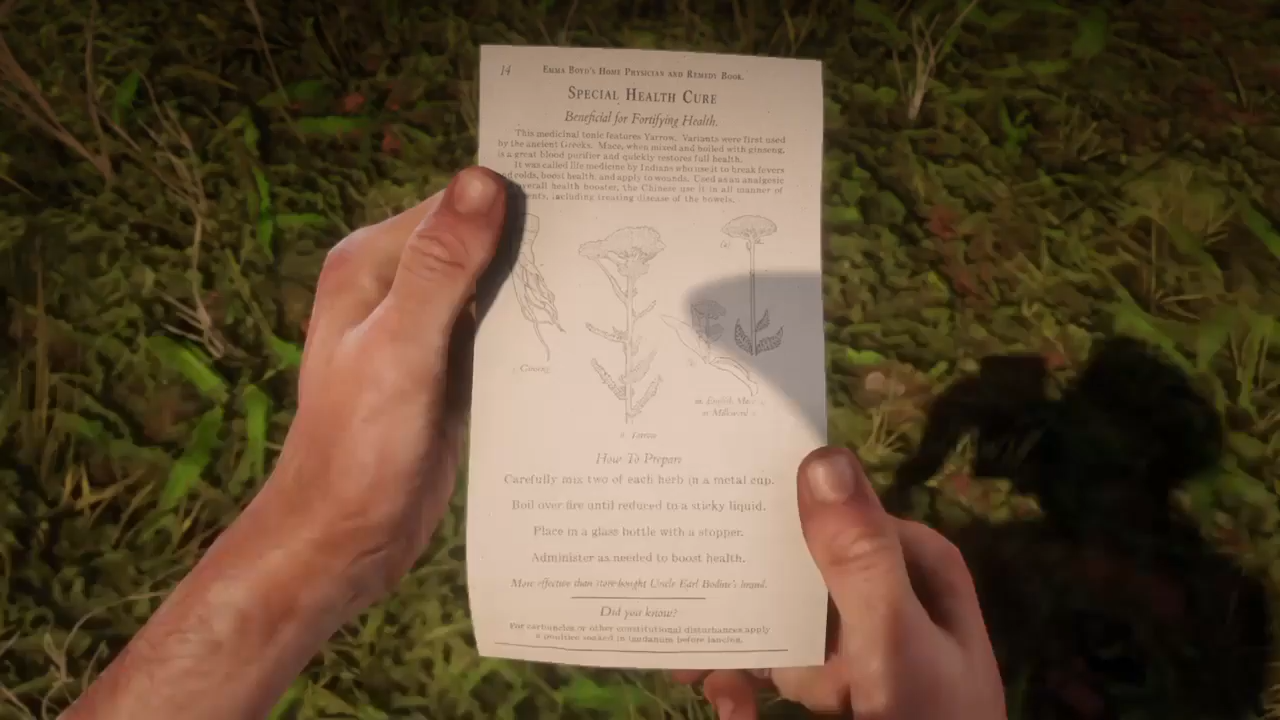 14 Emma Boyd's Home Physician and Remedy Book.
Special Health Cure
Beneficial for Fortifying Health.
This medicinal tonic features Yarrow. Variants were first used
by the ancient Greeks. Mace, when mixed and boiled with ginseng,
is a great blood purifier and quickly restores full health.
It was called life medicine by Indians who use it to break fevers
and colds, boost health, and apply to wounds. Used as an analgesic
overall health booster, the Chinese use it in all manner of
ents, including treating disease of the bowels.
Ginseng
English Mace
Milkweed
Yarrow
How To Prepare
Carefully mix two of each herb in a metal cup.
Boil over fire until reduced to a sticky liquid.
Place in a glass bottle with a stopper.
Administer as needed to boost health.
More effective than store-bought Uncle Earl Bodine's brand.
Did you know?
For carbuncles or other constitutional disturbances apply
a poultice soaked in laudanum before lancing.